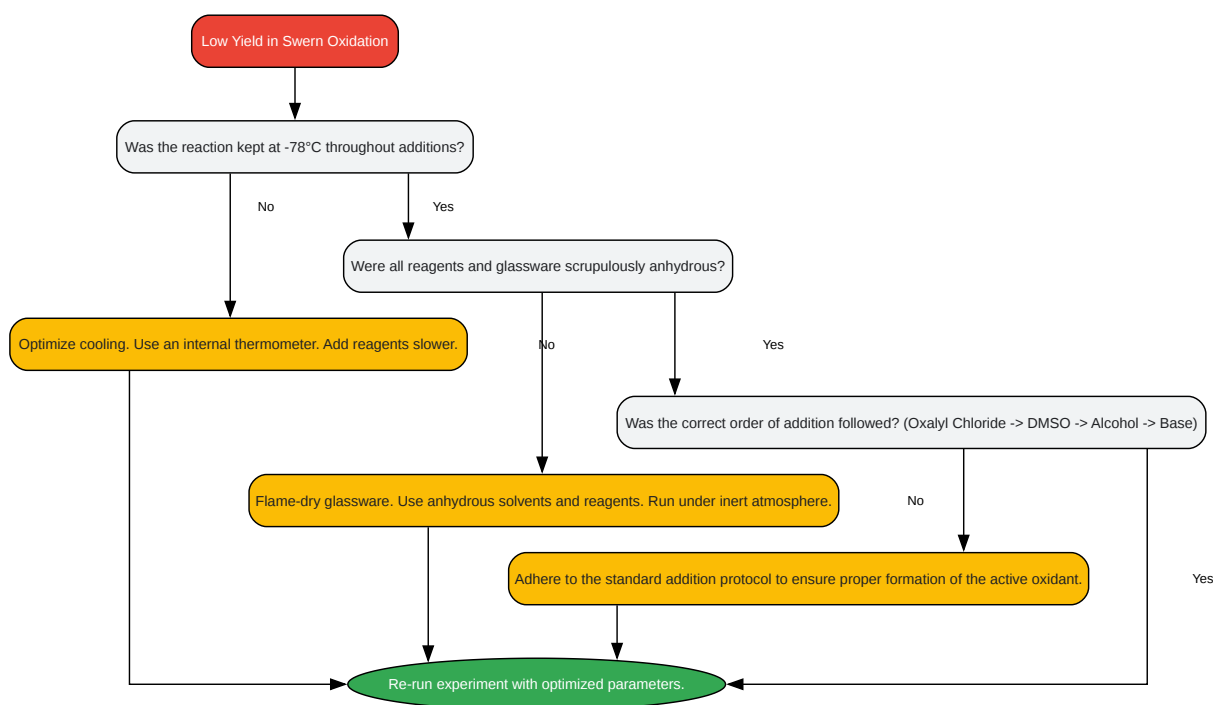 Low Yield in Swern Oxidation
Was the reaction kept at -78°C throughout additions?
No
Yes
Were all reagents and glassware scrupulously anhydrous?
Optimize cooling. Use an internal thermometer. Add reagents slower.
No
Yes
Was the correct order of addition followed? (Oxalyl Chloride -> DMSO -> Alcohol -> Base)
Flame-dry glassware. Use anhydrous solvents and reagents. Run under inert atmosphere.
No
Adhere to the standard addition protocol to ensure proper formation of the active oxidant.
Yes
Re-run experiment with optimized parameters.